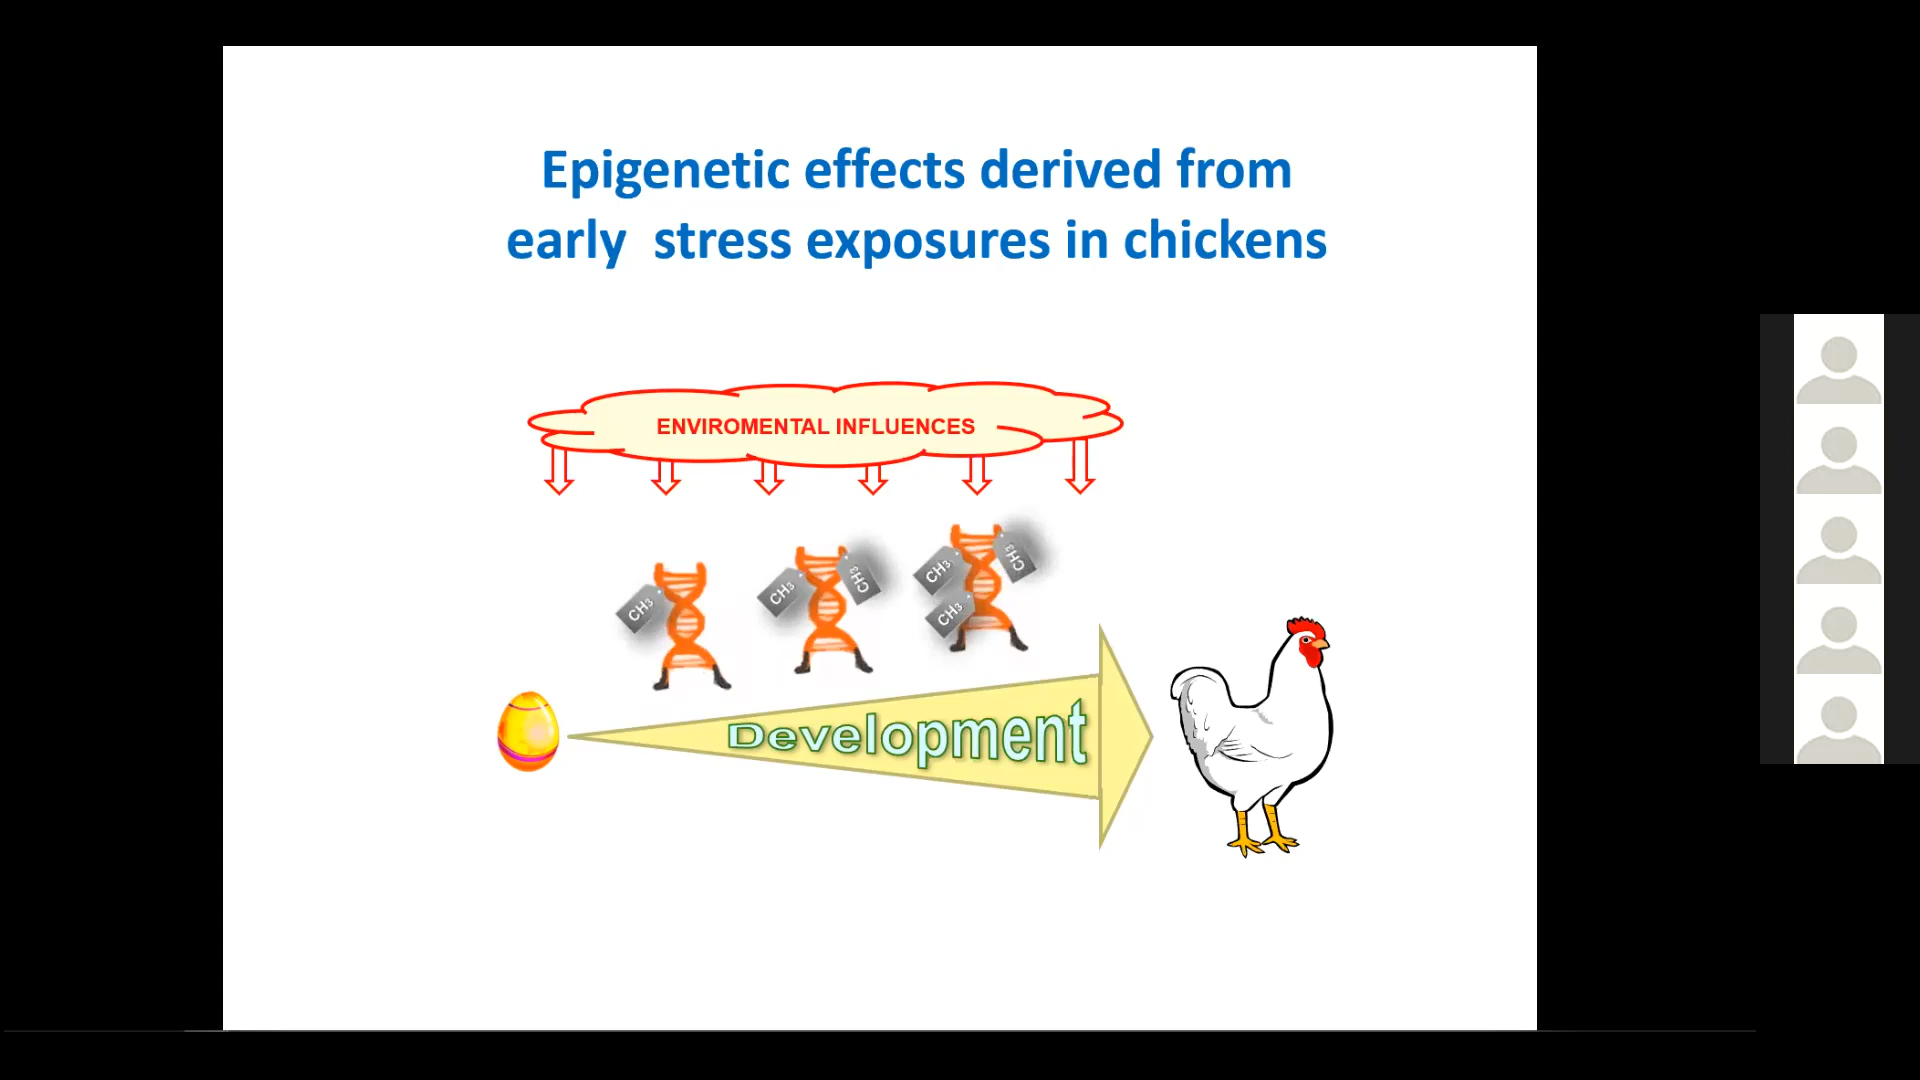 Epigenetic effects derived from
early  stress exposures in chickens
ENVIROMENTAL INFLUENCES
CH3
CH3
CH3
CH3
CH3
CH3
Development